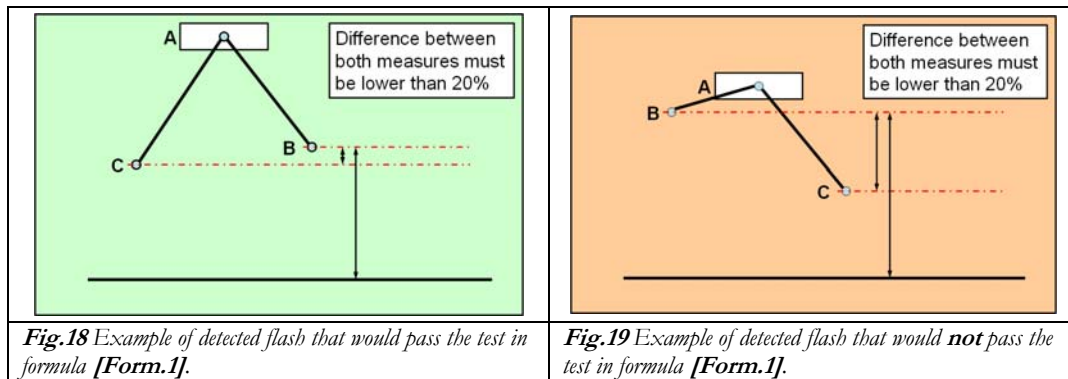 A
Difference between
both measures must
be lower than 20%
B
C
Fig.18 Example of detected flash that would pass the test in
formula [Form.1].
A
Difference between
both measures must
be lower than 20%
B
C
Fig.19 Example of detected flash that would not pass the
test in formula [Form.1].